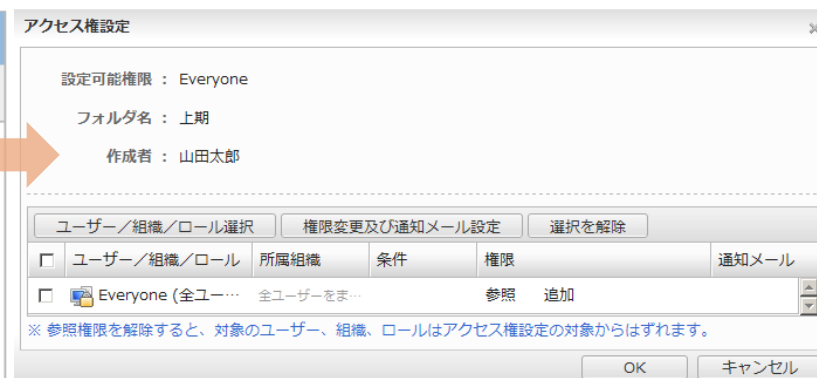 アクセス権設定
設定可能権限 : Everyone
フォルダ名 : 上期
作成者 : 山田太郎
ユーザー／組織／ロール選択 権限変更及び通知メール設定 選択を解除
ユーザー／組織／ロール 所属組織 条件 権限 通知メール
Everyone (全ユー… 全ユーザーをま… 参照 追加
※ 参照権限を解除すると、対象のユーザー、組織、ロールはアクセス権設定の対象からはずれます。
OK キャンセル